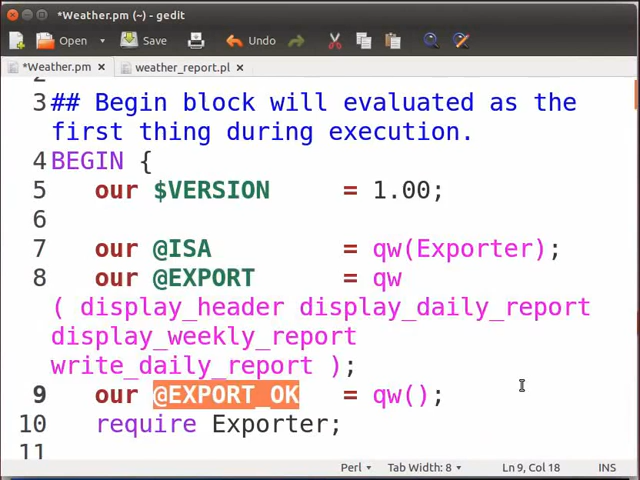 *Weather.pm (~) - gedit
Open Save Undo
*Weather.pm × weather_report.pl ×
2
3 ## Begin block will evaluated as the
first thing during execution.
4 BEGIN {
5 our $VERSION = 1.00;
6
7 our @ISA = qw(Exporter);
8 our @EXPORT = qw
( display_header display_daily_report
display_weekly_report
write_daily_report );
9 our @EXPORT_OK = qw();
10 require Exporter;
11
Perl Tab Width: 8 Ln 9, Col 18 INS